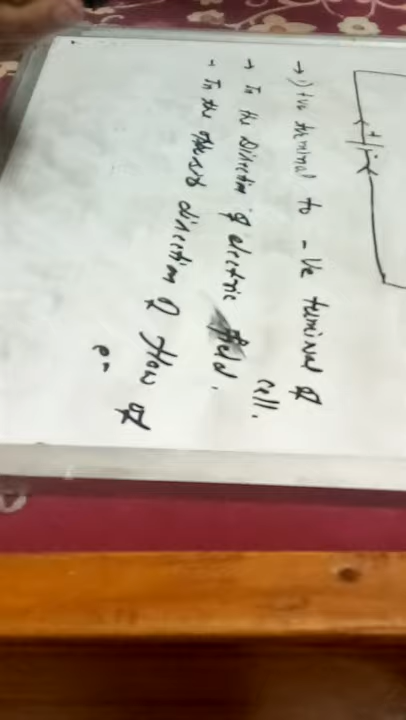 + -
→ 1) +ve terminal to -ve terminal of
cell.
→ In the Direction of electric field.
- In the direction of flow of
e-